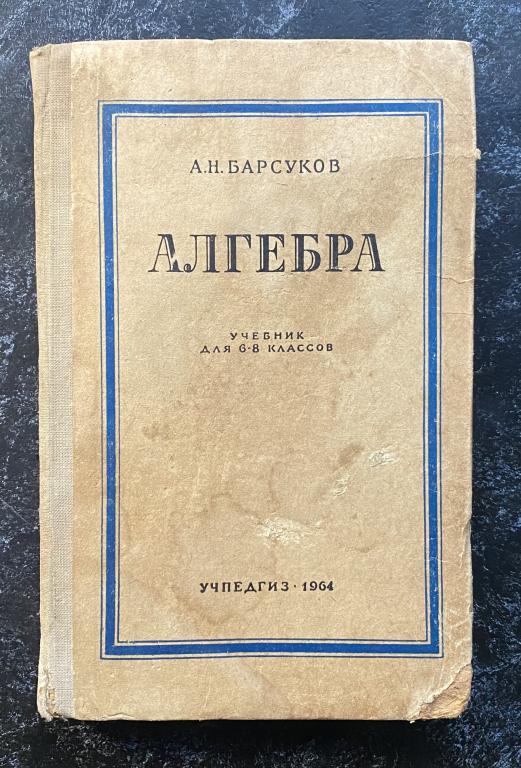 А.Н. БАРСУКОВ
АЛГЕБРА
УЧЕБНИК
ДЛЯ 6-8 КЛАССОВ
УЧПЕДГИЗ · 1964